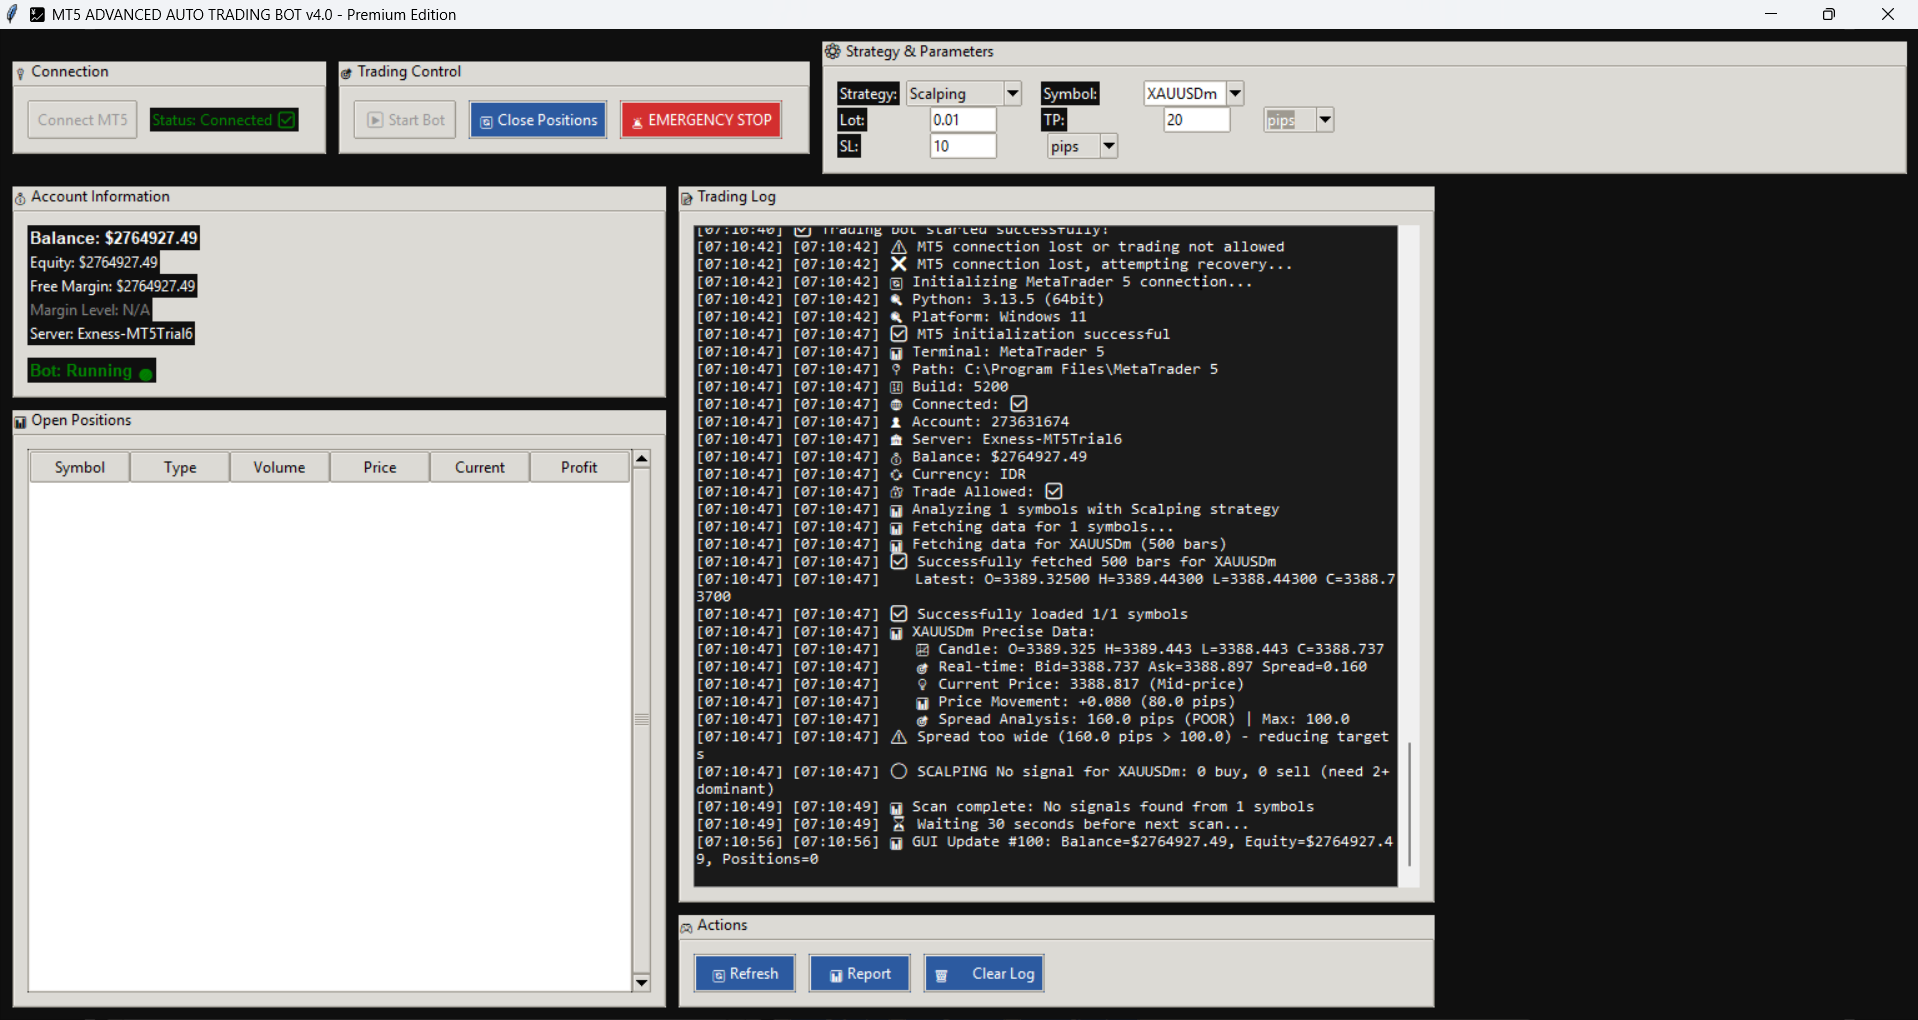 MT5 ADVANCED AUTO TRADING BOT v4.0 - Premium Edition
Connection
Connect MT5
Status: Connected
Trading Control
Start Bot
Close Positions
EMERGENCY STOP
Strategy & Parameters
Strategy: Scalping Symbol: XAUUSDm
Lot: 0.01 TP: 20 pips
SL: 10 pips
Account Information
Balance: $2764927.49
Equity: $2764927.49
Free Margin: $2764927.49
Margin Level: N/A
Server: Exness-MT5Trial6
Bot: Running
Open Positions
Symbol Type Volume Price Current Profit
Trading Log
[07:10:40] Trading bot started successfully!
[07:10:42] [07:10:42] MT5 connection lost or trading not allowed
[07:10:42] [07:10:42] MT5 connection lost, attempting recovery...
[07:10:42] [07:10:42] Initializing MetaTrader 5 connection...
[07:10:42] [07:10:42] Python: 3.13.5 (64bit)
[07:10:42] [07:10:42] Platform: Windows 11
[07:10:47] [07:10:47] MT5 initialization successful
[07:10:47] [07:10:47] Terminal: MetaTrader 5
[07:10:47] [07:10:47] Path: C:\Program Files\MetaTrader 5
[07:10:47] [07:10:47] Build: 5200
[07:10:47] [07:10:47] Connected:
[07:10:47] [07:10:47] Account: 273631674
[07:10:47] [07:10:47] Server: Exness-MT5Trial6
[07:10:47] [07:10:47] Balance: $2764927.49
[07:10:47] [07:10:47] Currency: IDR
[07:10:47] [07:10:47] Trade Allowed:
[07:10:47] [07:10:47] Analyzing 1 symbols with Scalping strategy
[07:10:47] [07:10:47] Fetching data for 1 symbols...
[07:10:47] [07:10:47] Fetching data for XAUUSDm (500 bars)
[07:10:47] [07:10:47] Successfully fetched 500 bars for XAUUSDm
[07:10:47] [07:10:47] Latest: O=3389.32500 H=3389.44300 L=3388.44300 C=3388.7
3700
[07:10:47] [07:10:47] Successfully loaded 1/1 symbols
[07:10:47] [07:10:47] XAUUSDm Precise Data:
[07:10:47] [07:10:47] Candle: O=3389.325 H=3389.443 L=3388.443 C=3388.737
[07:10:47] [07:10:47] Real-time: Bid=3388.737 Ask=3388.897 Spread=0.160
[07:10:47] [07:10:47] Current Price: 3388.817 (Mid-price)
[07:10:47] [07:10:47] Price Movement: +0.080 (80.0 pips)
[07:10:47] [07:10:47] Spread Analysis: 160.0 pips (POOR) | Max: 100.0
[07:10:47] [07:10:47] Spread too wide (160.0 pips > 100.0) - reducing target
s
[07:10:47] [07:10:47] SCALPING No signal for XAUUSDm: 0 buy, 0 sell (need 2+
dominant)
[07:10:49] [07:10:49] Scan complete: No signals found from 1 symbols
[07:10:49] [07:10:49] Waiting 30 seconds before next scan...
[07:10:56] [07:10:56] GUI Update #100: Balance=$2764927.49, Equity=$2764927.4
9, Positions=0
Actions
Refresh
Report
Clear Log